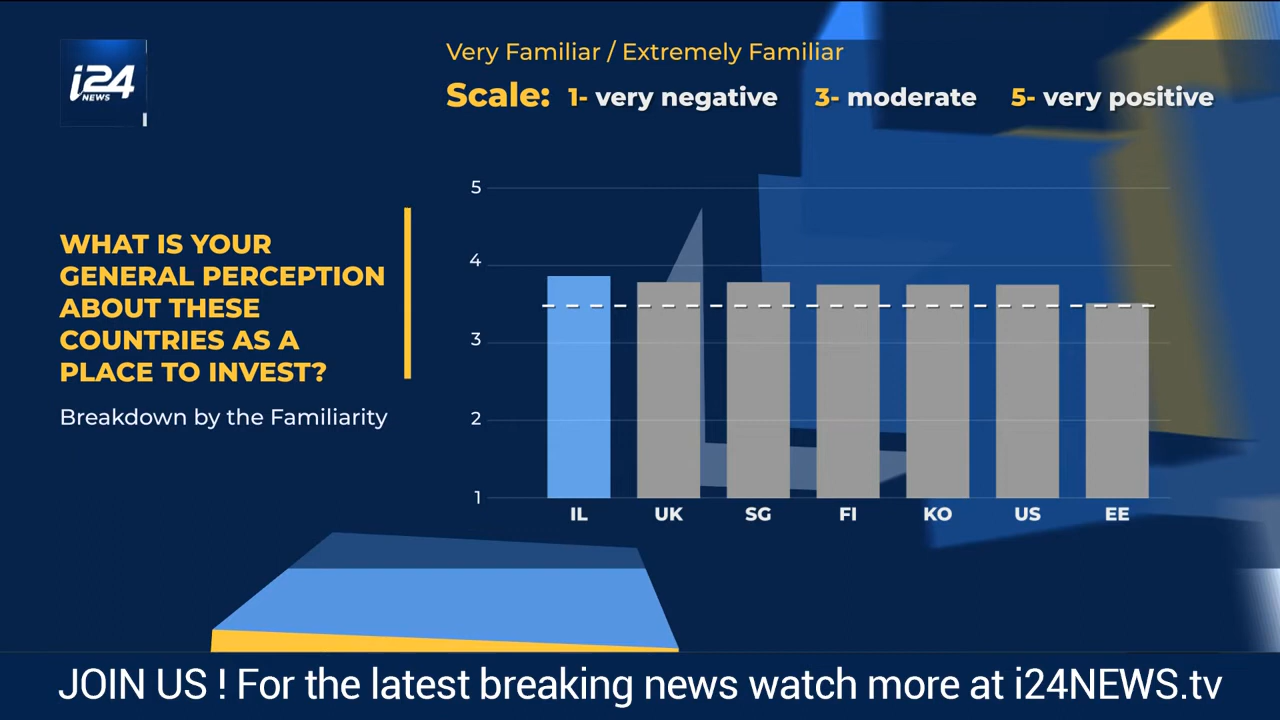 i24
NEWS
Very Familiar / Extremely Familiar
Scale: 1- very negative 3- moderate 5- very positive
WHAT IS YOUR
GENERAL PERCEPTION
ABOUT THESE
COUNTRIES AS A
PLACE TO INVEST?
Breakdown by the Familiarity
5
4
3
2
1
IL UK SG FI KO US EE
JOIN US ! For the latest breaking news watch more at i24NEWS.tv